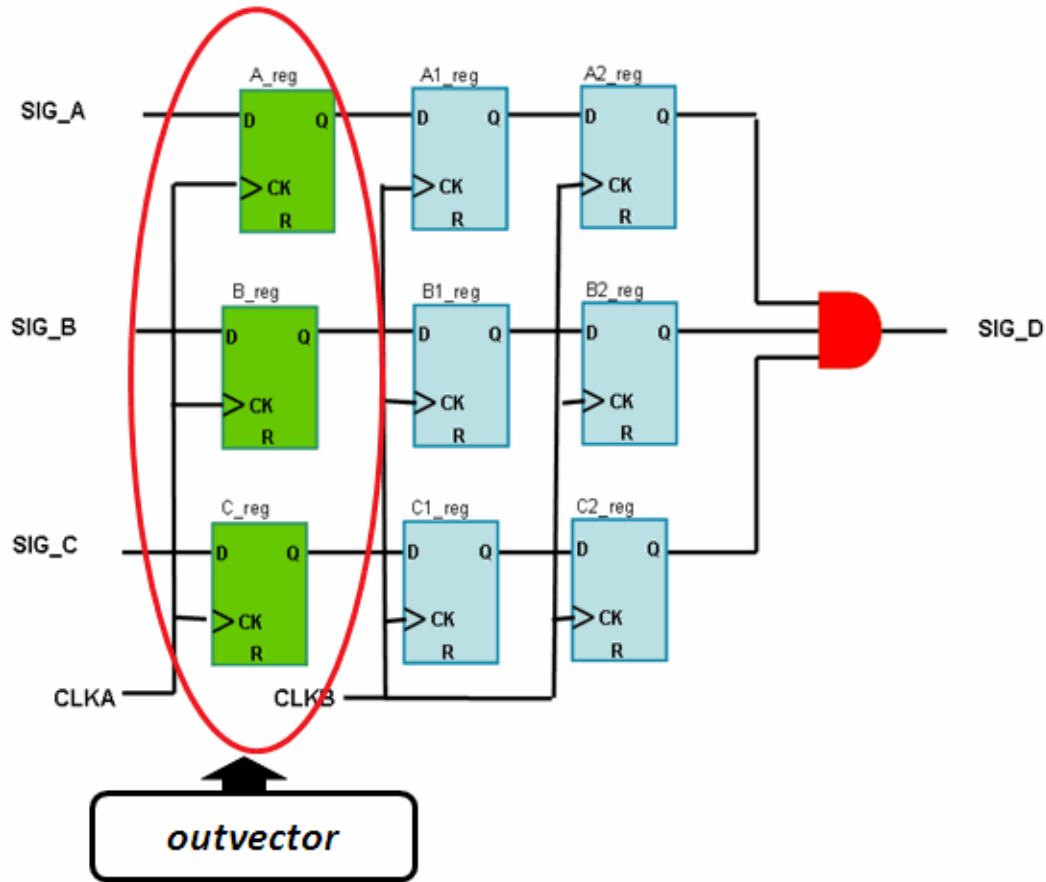 A_reg A1_reg A2_reg
SIG_A D Q D Q D Q
CK CK CK
R R R
B_reg B1_reg B2_reg
SIG_B D Q D Q D Q SIG_D
CK CK CK
R R R
C_reg C1_reg C2_reg
SIG_C D Q D Q D Q
CK CK CK
R R R
CLKA CLKB
outvector